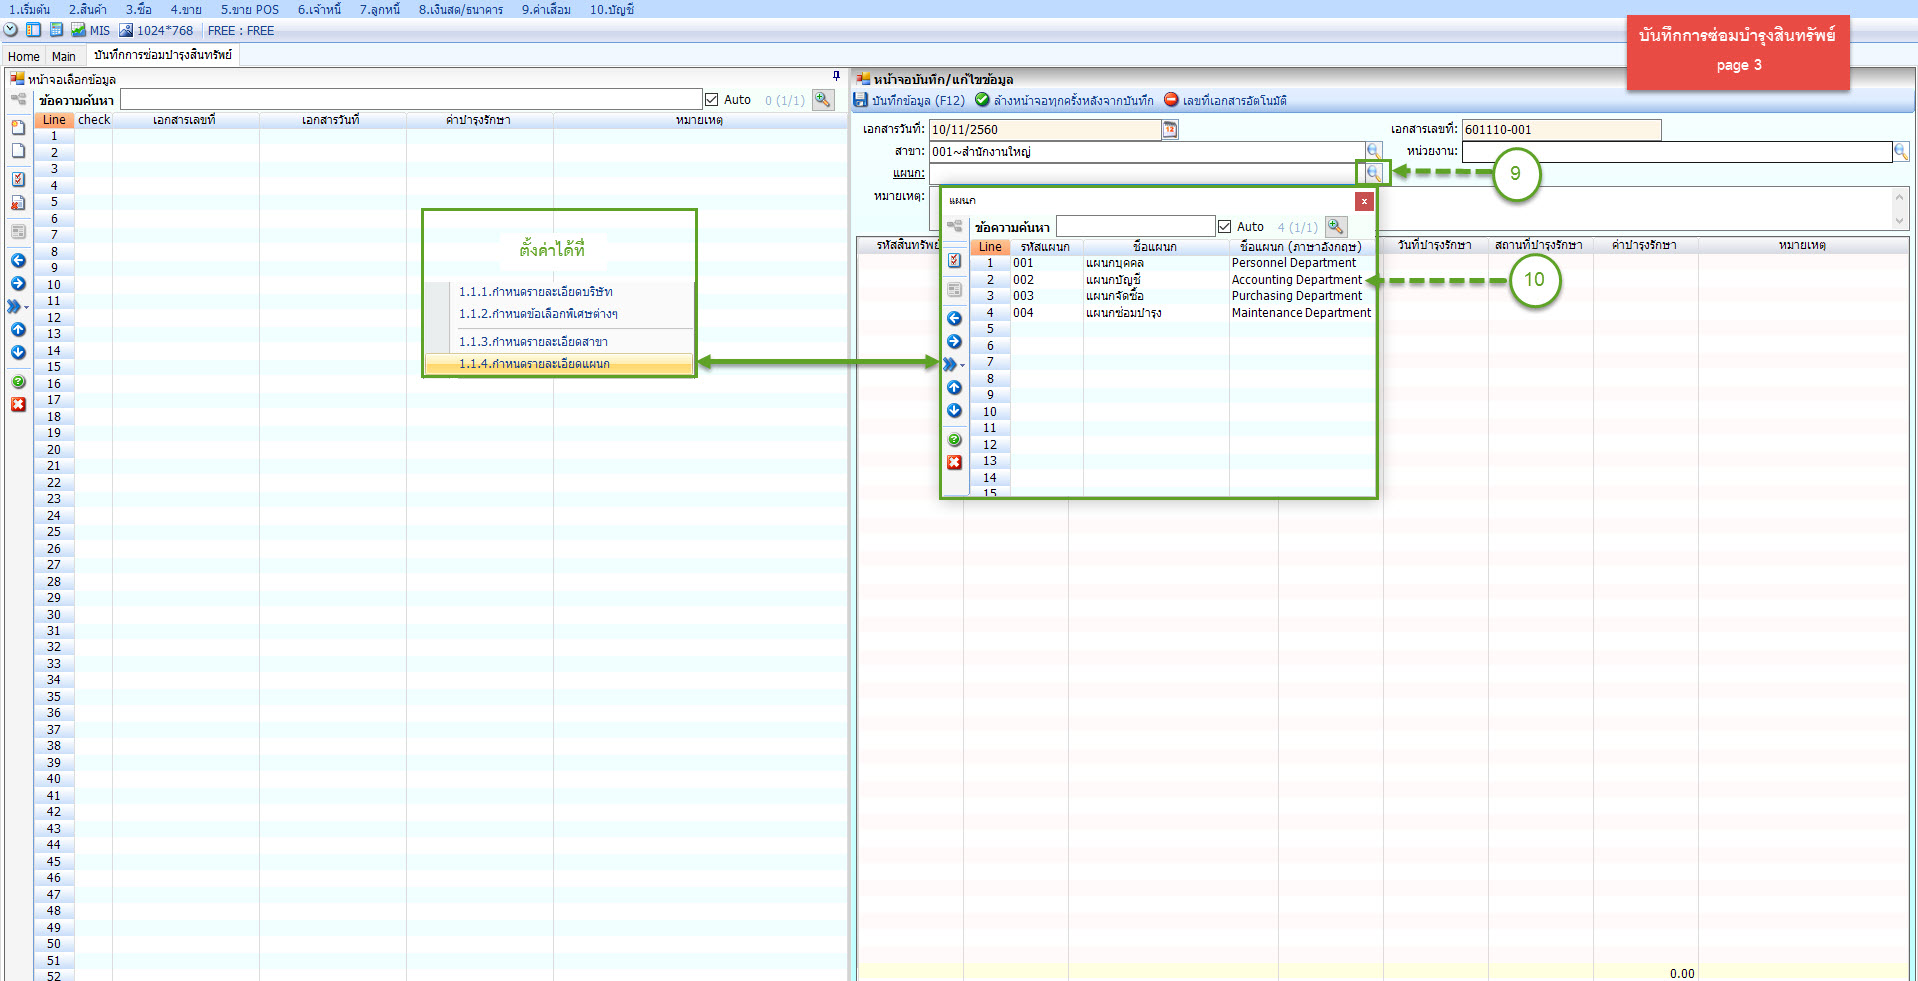 1.เริ่มต้น 2.สินค้า 3.ซื้อ 4.ขาย 5.ขาย POS 6.เจ้าหนี้ 7.ลูกหนี้ 8.เงินสด/ธนาคาร 9.ค่าเสื่อม 10.บัญชี
MIS 1024*768 FREE : FREE
Home Main บันทึกการซ่อมบำรุงสินทรัพย์
บันทึกการซ่อมบำรุงสินทรัพย์
page 3
หน้าจอเลือกข้อมูล
ข้อความค้นหา Auto 0 (1/1)
Line check เอกสารเลขที่ เอกสารวันที่ ค่าบำรุงรักษา หมายเหตุ
1
2
3
4
5
6
7
8
9
10
11
12
13
14
15
16
17
18
19
20
21
22
23
24
25
26
27
28
29
30
31
32
33
34
35
36
37
38
39
40
41
42
43
44
45
46
47
48
49
50
51
52
ตั้งค่าได้ที่
1.1.1.กำหนดรายละเอียดบริษัท
1.1.2.กำหนดข้อเลือกพิเศษต่างๆ
1.1.3.กำหนดรายละเอียดสาขา
1.1.4.กำหนดรายละเอียดแผนก
หน้าจอบันทึก/แก้ไขข้อมูล
บันทึกข้อมูล (F12) ล้างหน้าจอทุกครั้งหลังจากบันทึก เลขที่เอกสารอัตโนมัติ
เอกสารวันที่: 10/11/2560 12 เอกสารเลขที่: 601110-001
สาขา: 001~สำนักงานใหญ่ หน่วยงาน:
แผนก: 9
หมายเหตุ:
รหัสสินทรัพย์ วันที่บำรุงรักษา สถานที่บำรุงรักษา ค่าบำรุงรักษา หมายเหตุ
แผนก x
ข้อความค้นหา Auto 4 (1/1)
Line รหัสแผนก ชื่อแผนก ชื่อแผนก (ภาษาอังกฤษ)
1 001 แผนกบุคคล Personnel Department
2 002 แผนกบัญชี Accounting Department 10
3 003 แผนกจัดซื้อ Purchasing Department
4 004 แผนกซ่อมบำรุง Maintenance Department
5
6
7
8
9
10
11
12
13
14
15
0.00